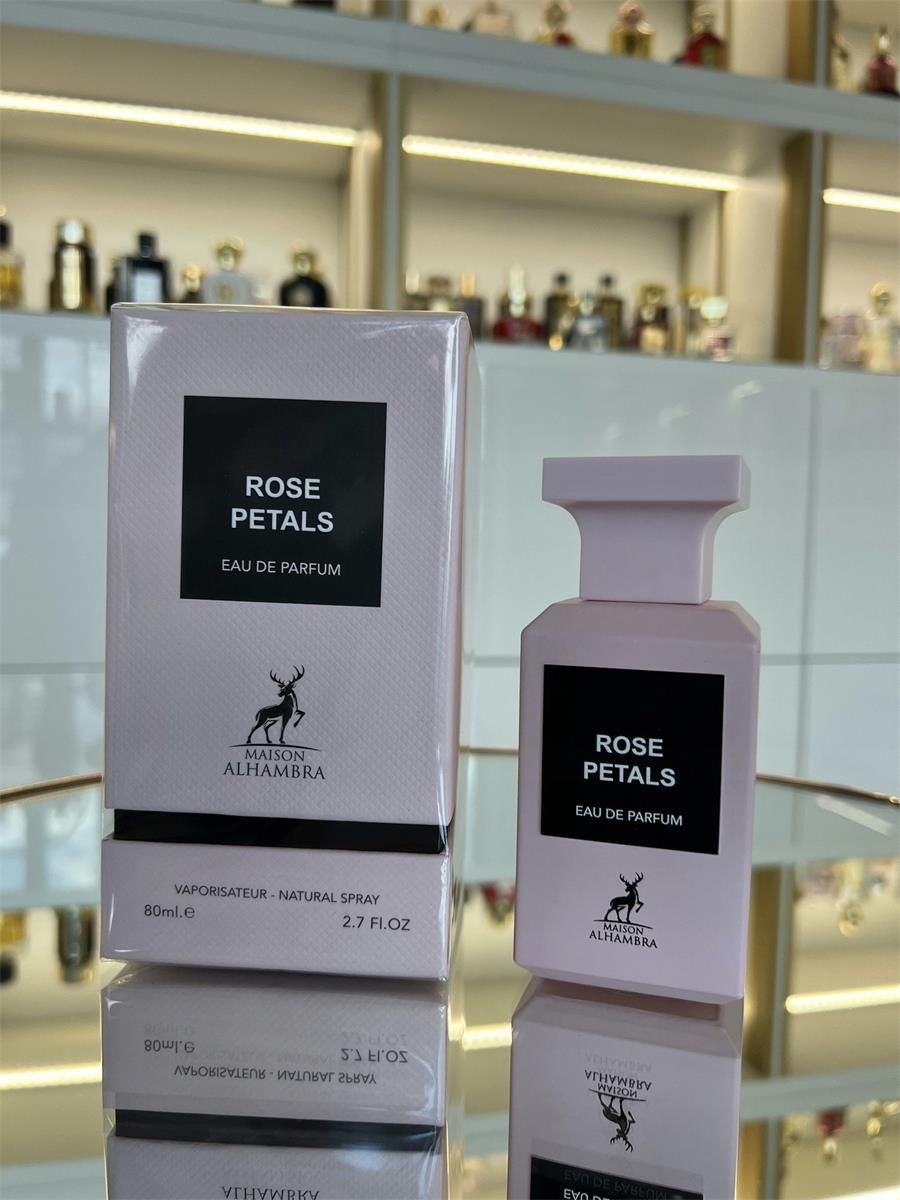 ROSE
PETALS
EAU DE PARFUM
MAISON
ALHAMBRA
VAPORISATEUR - NATURAL SPRAY
80ml.e
2.7 Fl.OZ
ROSE
PETALS
EAU DE PARFUM
MAISON
ALHAMBRA